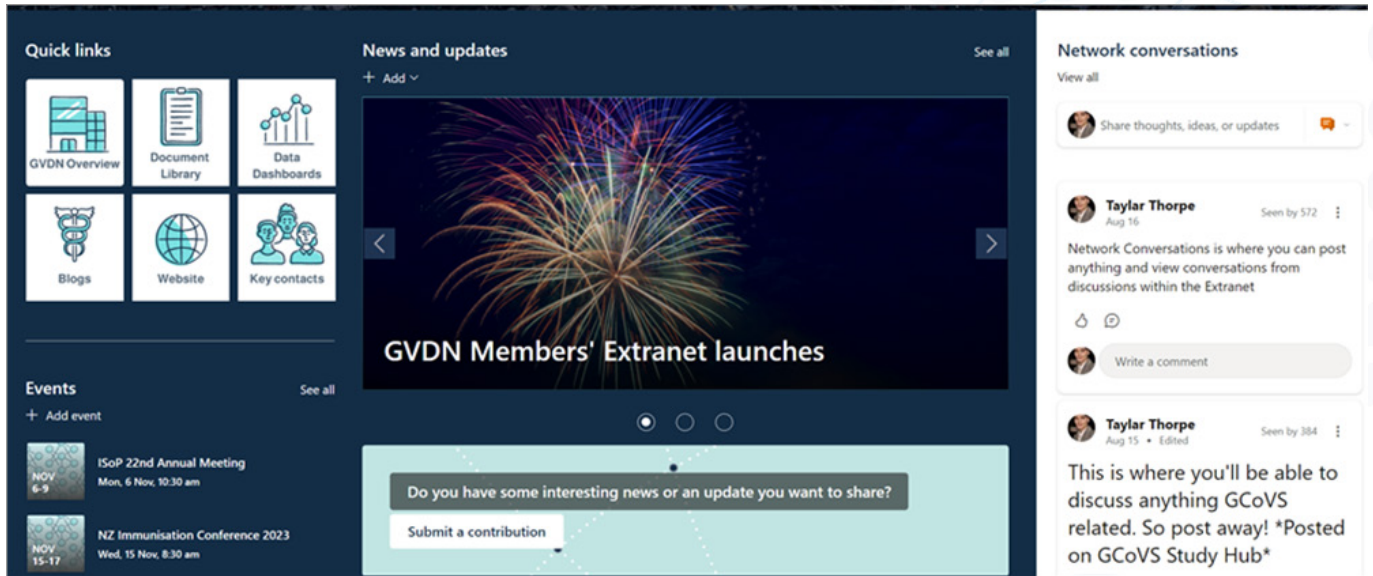 Quick links
GVDN Overview
Document
Library
Data
Dashboards
Blogs
Website
Key contacts
Events
See all
+ Add event
NOV
6-9
ISoP 22nd Annual Meeting
Mon, 6 Nov, 10:30 am
NOV
15-17
NZ Immunisation Conference 2023
Wed, 15 Nov, 8:30 am
News and updates
See all
+ Add
GVDN Members' Extranet launches
Do you have some interesting news or an update you want to share?
Submit a contribution
Network conversations
View all
Share thoughts, ideas, or updates
Taylar Thorpe
Aug 16
Seen by 572
Network Conversations is where you can post
anything and view conversations from
discussions within the Extranet
Write a comment
Taylar Thorpe
Aug 15 • Edited
Seen by 384
This is where you'll be able to
discuss anything GCoVS
related. So post away! *Posted
on GCoVS Study Hub*